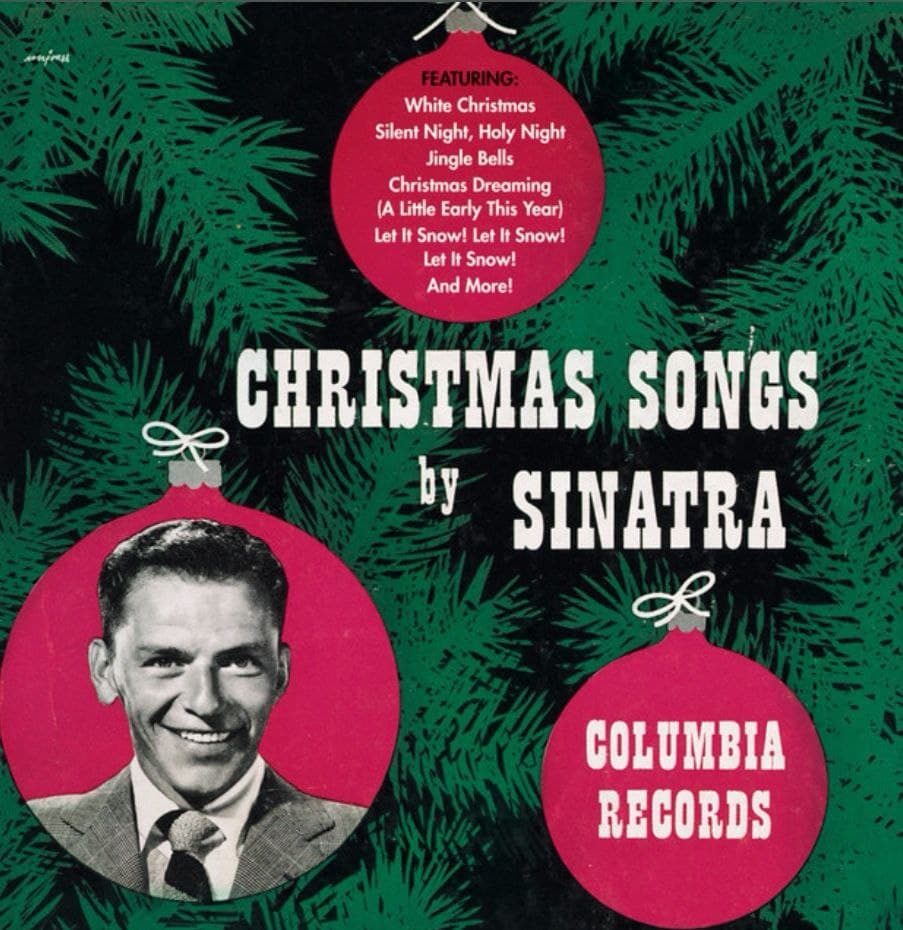 FEATURING:
White Christmas
Silent Night, Holy Night
Jingle Bells
Christmas Dreaming
(A Little Early This Year)
Let It Snow! Let It Snow!
Let It Snow!
And More!
CHRISTMAS SONGS
by SINATRA
COLUMBIA
RECORDS